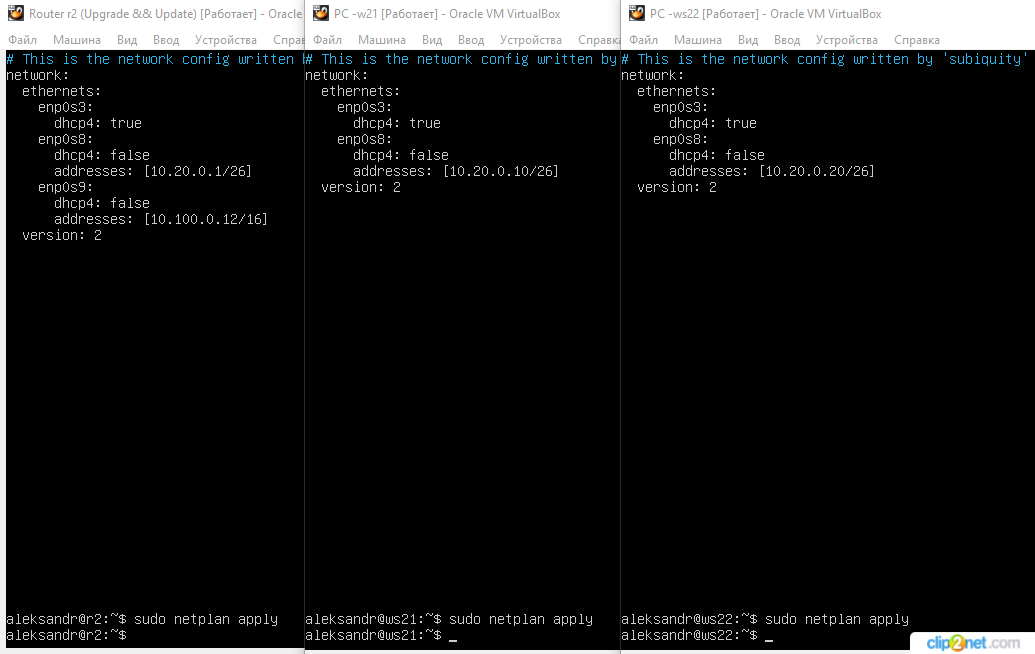 Router r2 (Upgrade && Update) [Работает] - Oracle
Файл Машина Вид Ввод Устройства Спра
# This is the network config written
network:
  ethernets:
    enp0s3:
      dhcp4: true
    enp0s8:
      dhcp4: false
      addresses: [10.20.0.1/26]
    enp0s9:
      dhcp4: false
      addresses: [10.100.0.12/16]
  version: 2
aleksandr@r2:~$ sudo netplan apply
aleksandr@r2:~$
PC -w21 [Работает] - Oracle VM VirtualBox
Файл Машина Вид Ввод Устройства Справка
# This is the network config written by
network:
  ethernets:
    enp0s3:
      dhcp4: true
    enp0s8:
      dhcp4: false
      addresses: [10.20.0.10/26]
  version: 2
aleksandr@ws21:~$ sudo netplan apply
aleksandr@ws21:~$ _
PC -ws22 [Работает] - Oracle VM VirtualBox
Файл Машина Вид Ввод Устройства Справка
# This is the network config written by 'subiquity'
network:
  ethernets:
    enp0s3:
      dhcp4: true
    enp0s8:
      dhcp4: false
      addresses: [10.20.0.20/26]
  version: 2
aleksandr@ws22:~$ sudo netplan apply
aleksandr@ws22:~$ _
clip2net.com